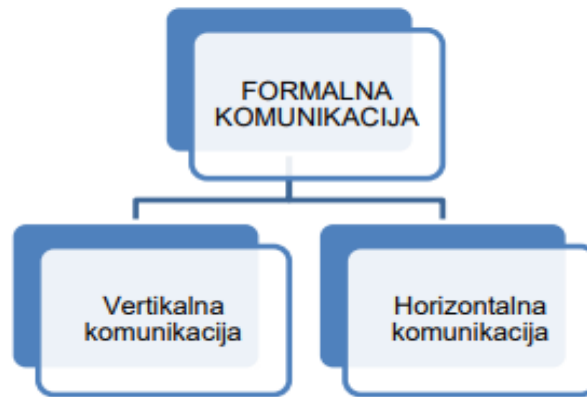 FORMALNA
KOMUNIKACIJA
Vertikalna
komunikacija
Horizontalna
komunikacija